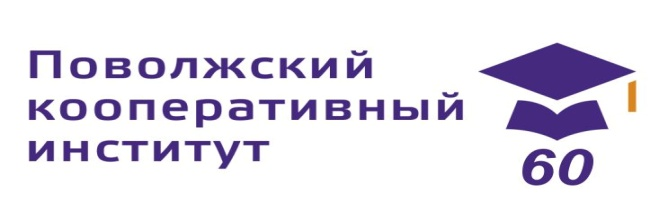 Поволжский
кооперативный
институт
60